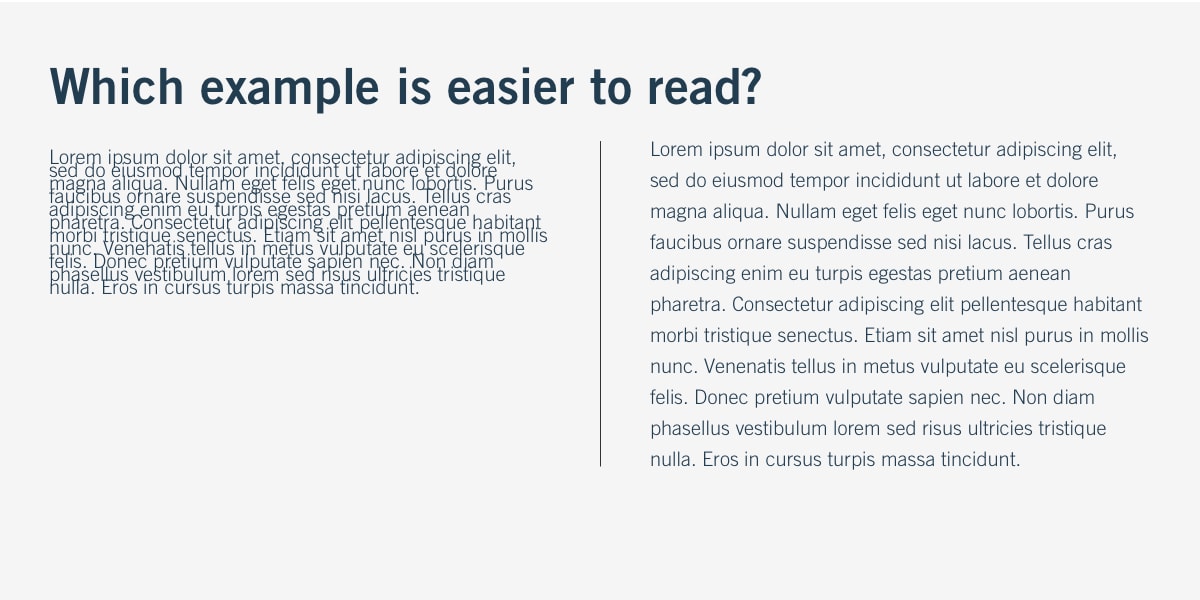 Which example is easier to read?
Lorem ipsum dolor sit amet, consectetur adipiscing elit,
sed do eiusmod tempor incididunt ut labore et dolore
magna aliqua. Nullam eget felis eget nunc lobortis. Purus
faucibus ornare suspendisse sed nisi lacus. Tellus cras
adipiscing enim eu turpis egestas pretium aenean
pharetra. Consectetur adipiscing elit pellentesque habitant
morbi tristique senectus. Etiam sit amet nisl purus in mollis
nunc. Venenatis tellus in metus vulputate eu scelerisque
felis. Donec pretium vulputate sapien nec. Non diam
phasellus vestibulum lorem sed risus ultricies tristique
nulla. Eros in cursus turpis massa tincidunt.
Lorem ipsum dolor sit amet, consectetur adipiscing elit,
sed do eiusmod tempor incididunt ut labore et dolore
magna aliqua. Nullam eget felis eget nunc lobortis. Purus
faucibus ornare suspendisse sed nisi lacus. Tellus cras
adipiscing enim eu turpis egestas pretium aenean
pharetra. Consectetur adipiscing elit pellentesque habitant
morbi tristique senectus. Etiam sit amet nisl purus in mollis
nunc. Venenatis tellus in metus vulputate eu scelerisque
felis. Donec pretium vulputate sapien nec. Non diam
phasellus vestibulum lorem sed risus ultricies tristique
nulla. Eros in cursus turpis massa tincidunt.